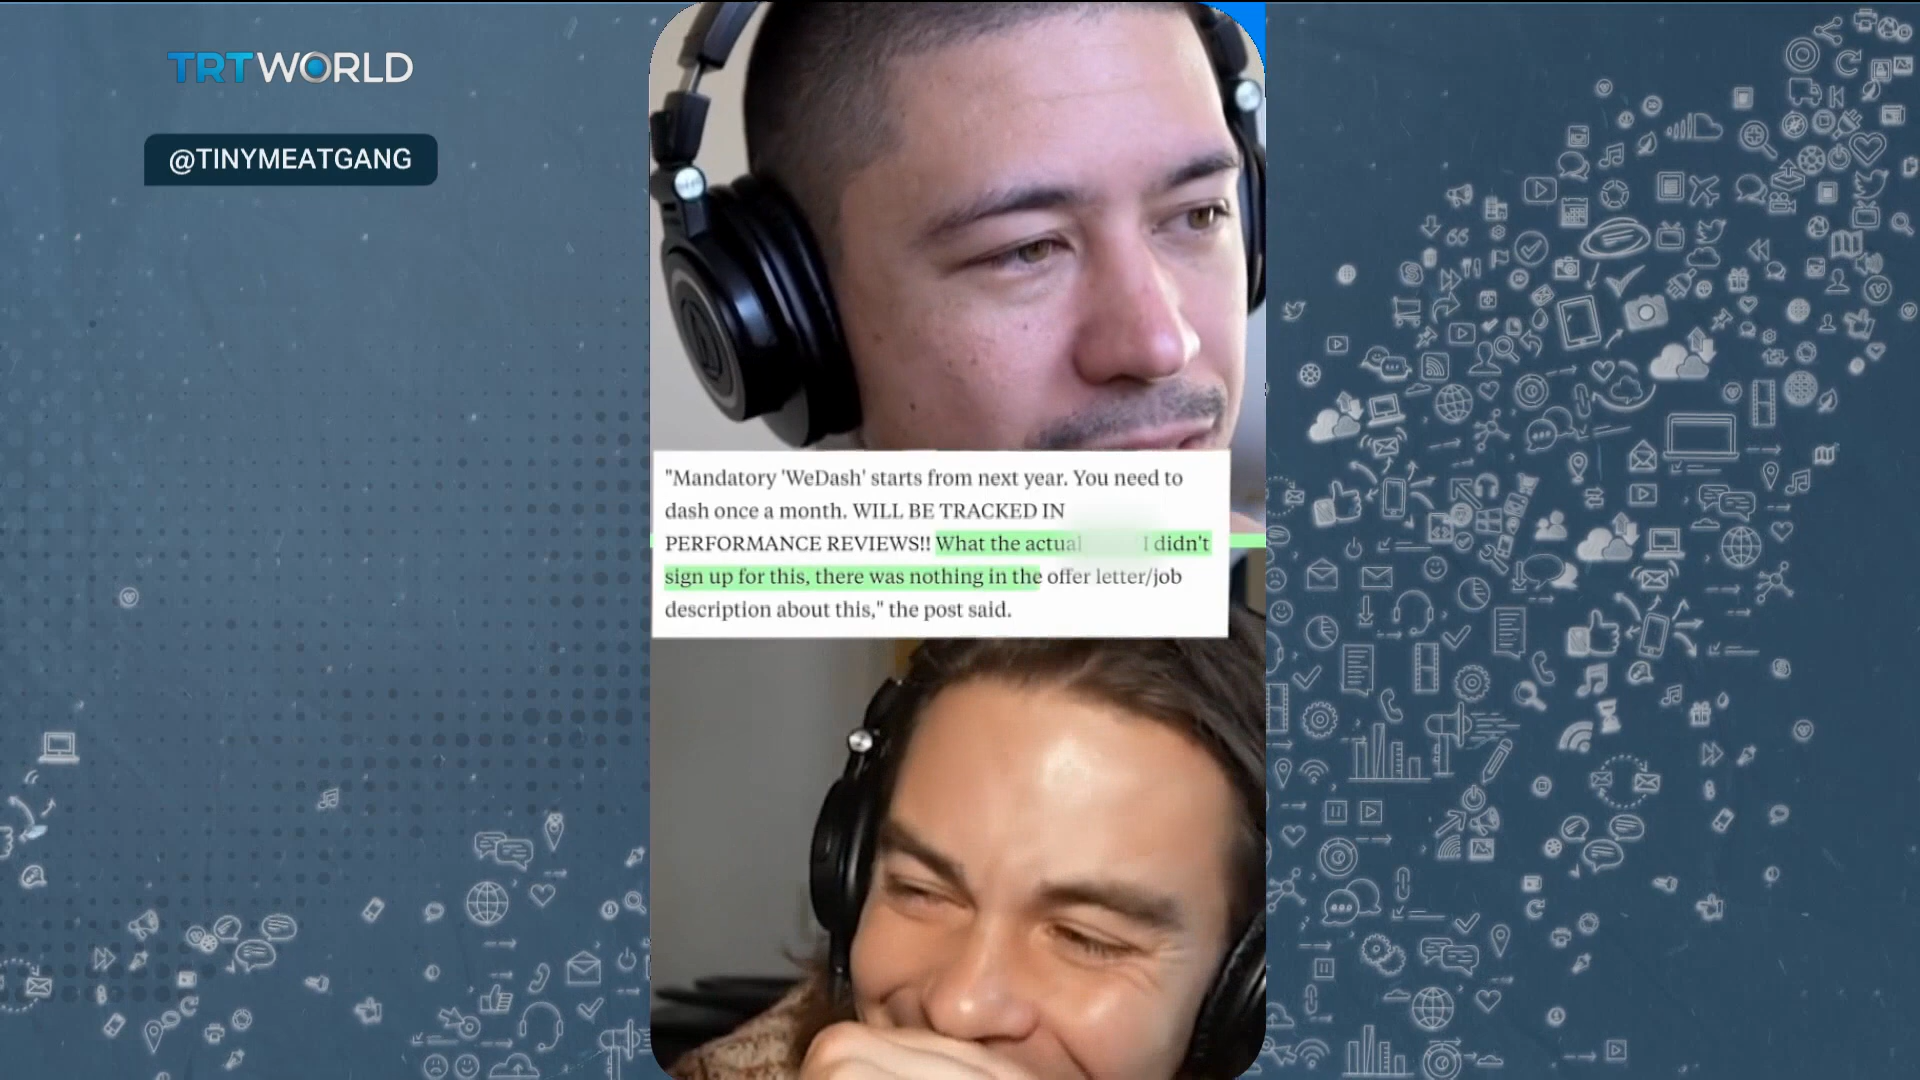 TRTWORLD
@TINYMEATGANG
"Mandatory 'WeDash' starts from next year. You need to
dash once a month. WILL BE TRACKED IN
PERFORMANCE REVIEWS!! What the actual I didn't
sign up for this, there was nothing in the offer letter/job
description about this," the post said.